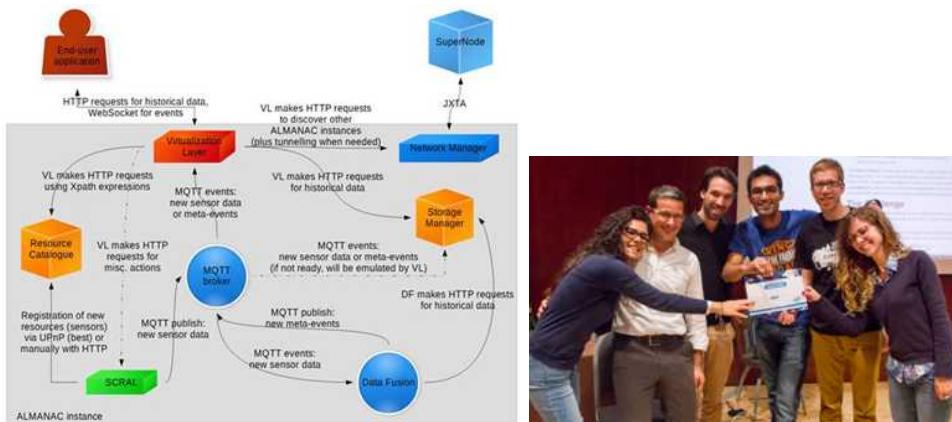 End-user
application
SuperNode
HTTP requests for historical data,
WebSocket for events
JXTA
VL makes HTTP requests
to discover other
ALMANAC instances
(plus tunnelling when needed)
Virtualization
Layer
Network Manager
VL makes HTTP requests
using Xpath expressions
MQTT events:
new sensor data
or meta-events
VL makes HTTP requests
for historical data
Resource
Catalogue
VL makes HTTP
requests for
misc. actions
Storage
Manager
MQTT
broker
MQTT events:
new sensor data or meta-events
(if not ready, will be emulated by VL)
DF makes HTTP requests
for historical data
Registration of new
resources (sensors)
via UPnP (best) or
manually with HTTP
MQTT publish:
new sensor data
MQTT publish:
new meta-events
MQTT events:
new sensor data
SCRAL
Data Fusion
ALMANAC instance